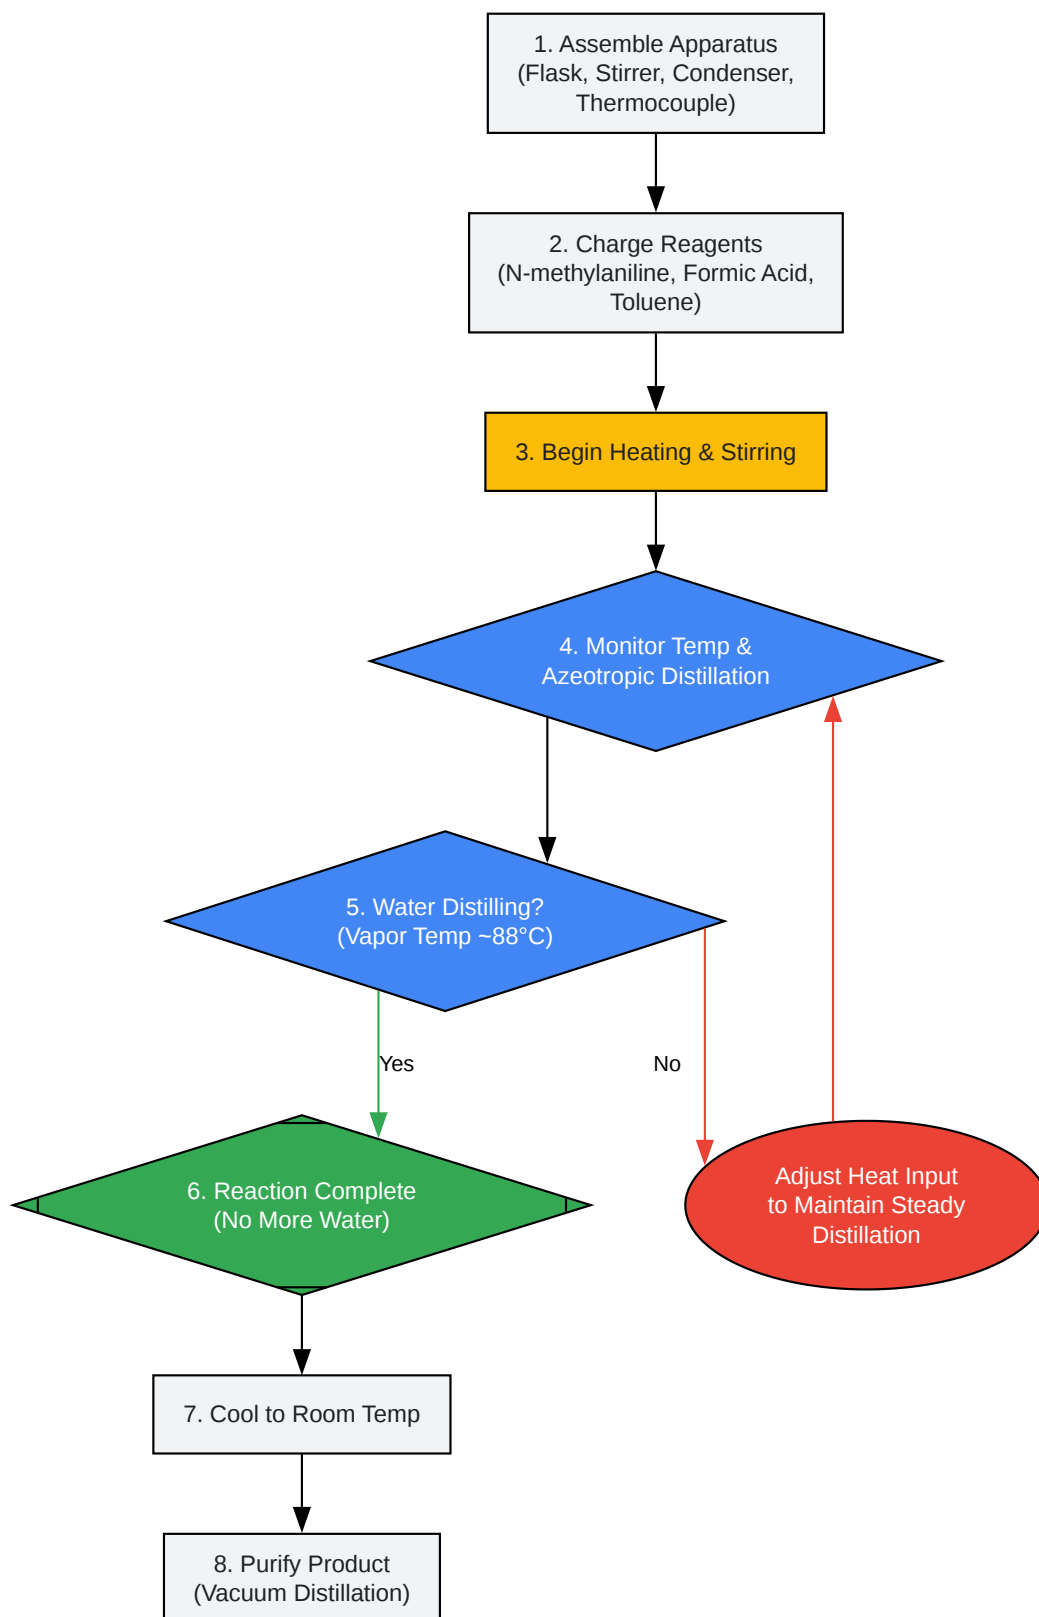 1. Assemble Apparatus
(Flask, Stirrer, Condenser,
Thermocouple)
2. Charge Reagents
(N-methylaniline, Formic Acid,
Toluene)
3. Begin Heating & Stirring
4. Monitor Temp &
Azeotropic Distillation
5. Water Distilling?
(Vapor Temp ~88°C)
Yes
No
6. Reaction Complete
(No More Water)
Adjust Heat Input
to Maintain Steady
Distillation
7. Cool to Room Temp
8. Purify Product
(Vacuum Distillation)